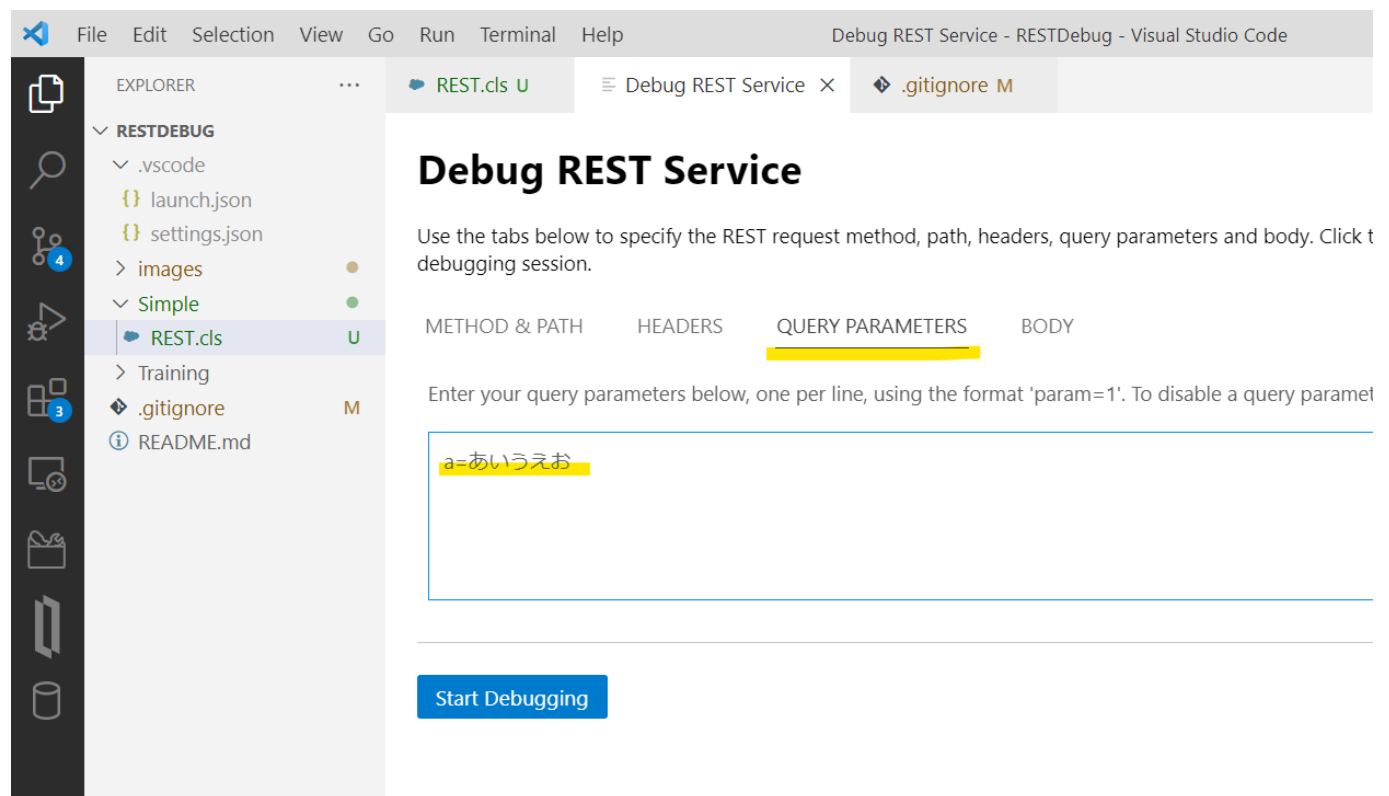 File Edit Selection View Go Run Terminal Help Debug REST Service - RESTDebug - Visual Studio Code
EXPLORER ...
REST.cls U Debug REST Service × .gitignore M
RESTDEBUG
.vscode
{} launch.json
{} settings.json
images
Simple
REST.cls U
Training
.gitignore M
README.md
4
3
Debug REST Service
Use the tabs below to specify the REST request method, path, headers, query parameters and body. Click
debugging session.
METHOD & PATH HEADERS QUERY PARAMETERS BODY
Enter your query parameters below, one per line, using the format 'param=1'. To disable a query
a=あいうえお
Start Debugging